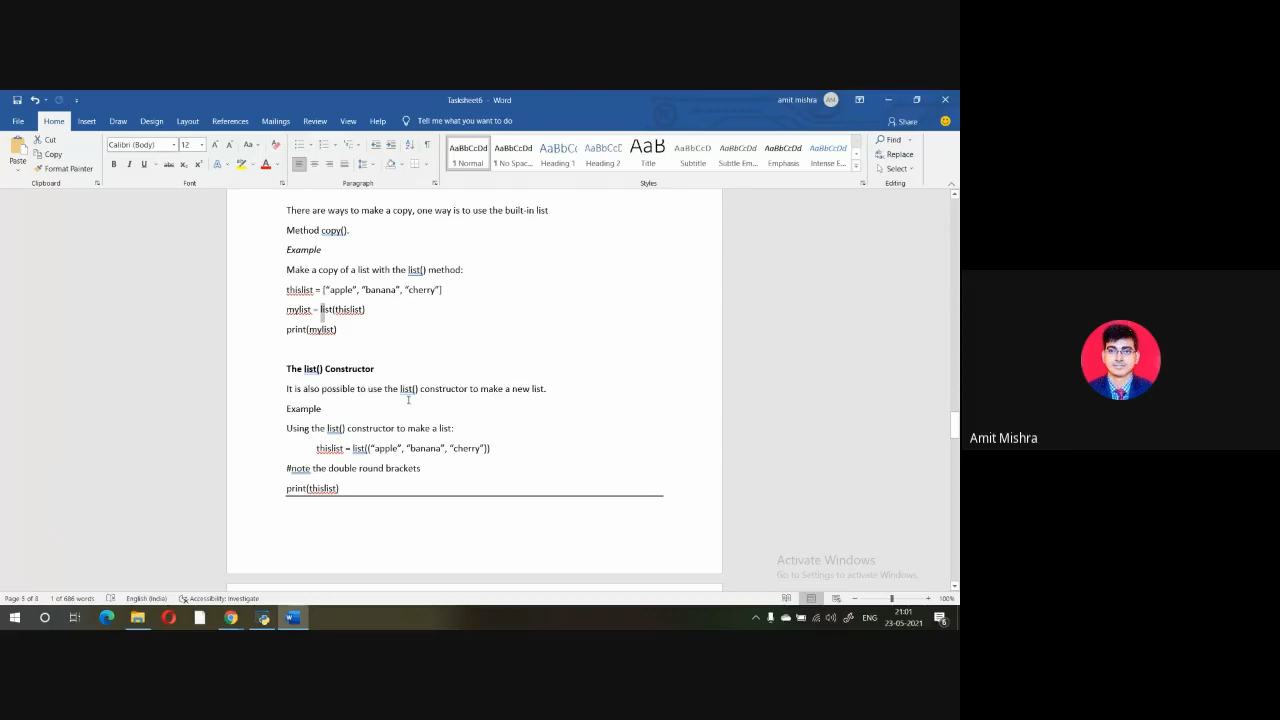 Tasksheet6 - Word
amit mishra
AM
File Home Insert Draw Design Layout References Mailings Review View Help Tell me what you want to do
Share
Paste
Cut
Copy
Format Painter
Clipboard
Calibri (Body) 12
Font
Paragraph
AaBbCcDd AaBbCcDd AaBbC( AaBbCcC AaB AaBbCcD AaBbCcDd AaBbCcDd AaBbCcDd
¶ Normal ¶ No Spac... Heading 1 Heading 2 Title Subtitle Subtle Em... Emphasis Intense E...
Styles
Find
Replace
Select
Editing
There are ways to make a copy, one way is to use the built-in list
Method copy().
Example
Make a copy of a list with the list() method:
thislist = [“apple”, “banana”, “cherry”]
mylist – list(thislist)
print(mylist)
The list() Constructor
It is also possible to use the list() constructor to make a new list.
Example
Using the list() constructor to make a list:
thislist = list((“apple”, “banana”, “cherry”))
#note the double round brackets
print(thislist)
Activate Windows
Go to Settings to activate Windows.
Page 5 of 8 1 of 686 words English (India) Accessibility: Investigate
100%
ENG
21:01
23-05-2021
6
Amit Mishra